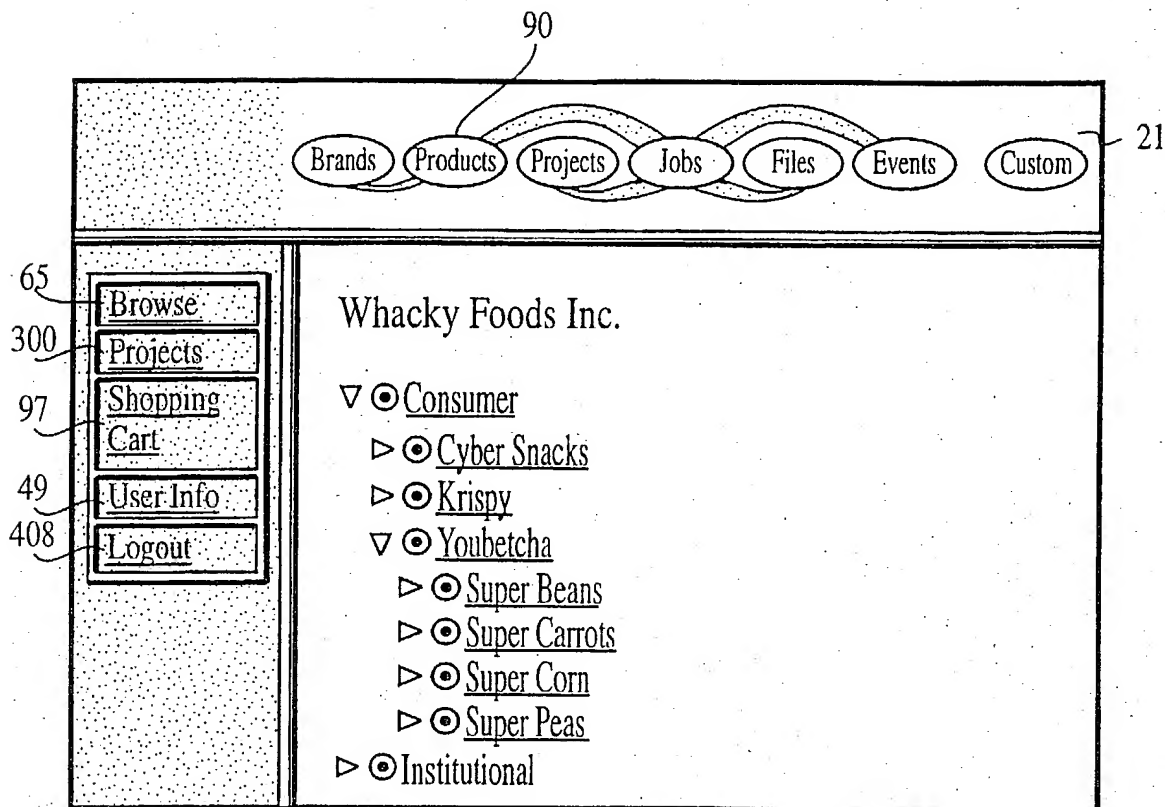 90
Brands Products Projects Jobs Files Events Custom
21
65
Browse
300
Projects
97
Shopping
Cart
49
User Info
408
Logout
Whacky Foods Inc.
Consumer
Cyber Snacks
Krispy
Youbetcha
Super Beans
Super Carrots
Super Corn
Super Peas
Institutional